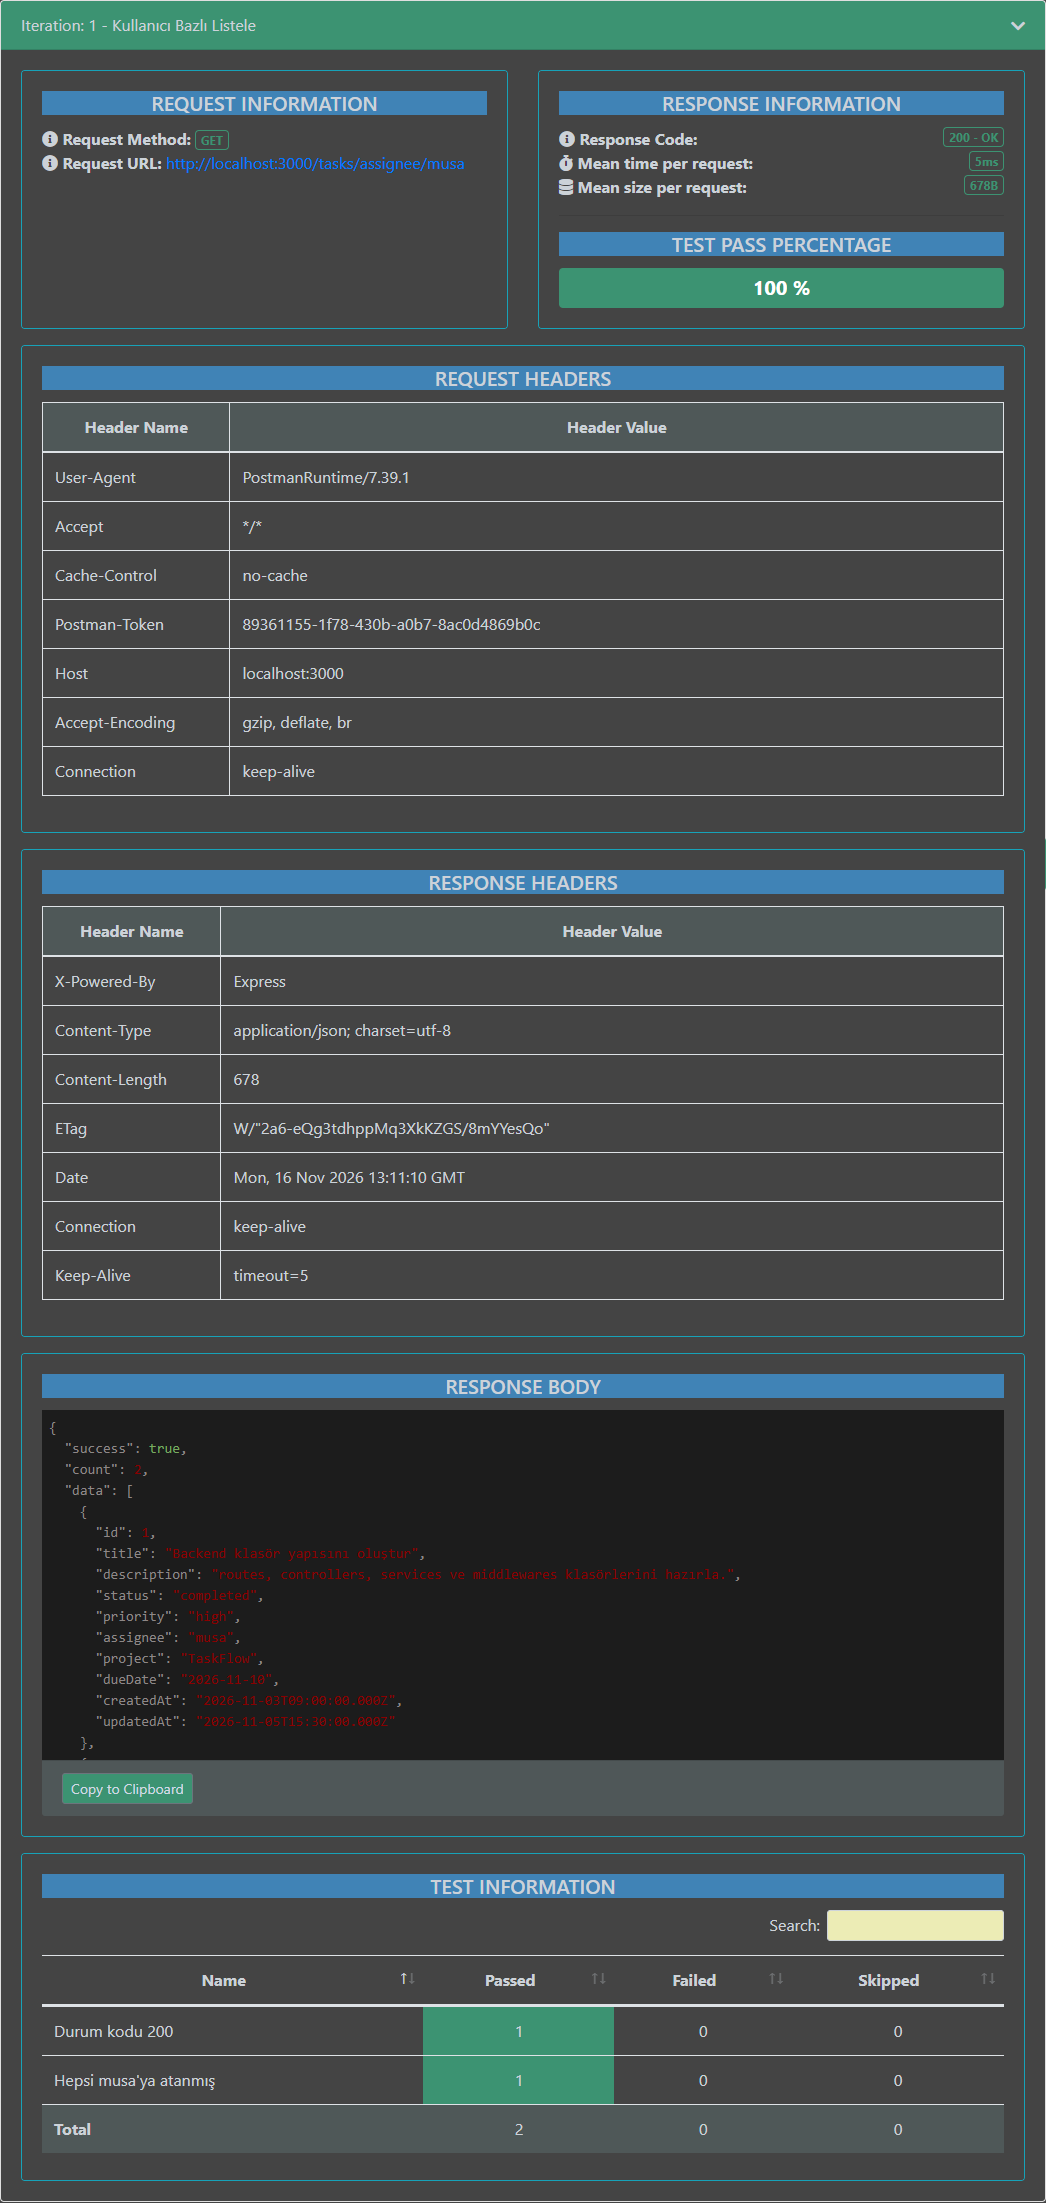 Iteration: 1 - Kullanıcı Bazlı Listele
REQUEST INFORMATION
Request Method: GET
Request URL: http://localhost:3000/tasks/assignee/musa
RESPONSE INFORMATION
Response Code: 200 - OK
Mean time per request: 5ms
Mean size per request: 678B
TEST PASS PERCENTAGE
100 %
REQUEST HEADERS
Header Name Header Value
User-Agent PostmanRuntime/7.39.1
Accept */*
Cache-Control no-cache
Postman-Token 89361155-1f78-430b-a0b7-8ac0d4869b0c
Host localhost:3000
Accept-Encoding gzip, deflate, br
Connection keep-alive
RESPONSE HEADERS
Header Name Header Value
X-Powered-By Express
Content-Type application/json; charset=utf-8
Content-Length 678
ETag W/"2a6-eQg3tdhppMq3XkKZGS/8mYYesQo"
Date Mon, 16 Nov 2026 13:11:10 GMT
Connection keep-alive
Keep-Alive timeout=5
RESPONSE BODY
{
"success": true,
"count": 2,
"data": [
{
"id": 1,
"title": "Backend klasör yapısını oluştur",
"description": "routes, controllers, services ve middlewares klasörlerini hazırla.",
"status": "completed",
"priority": "high",
"assignee": "musa",
"project": "TaskFlow",
"dueDate": "2026-11-10",
"createdAt": "2026-11-03T09:00:00.000Z",
"updatedAt": "2026-11-05T15:30:00.000Z"
},
Copy to Clipboard
TEST INFORMATION
Search:
Name Passed Failed Skipped
Durum kodu 200 1 0 0
Hepsi musa'ya atanmış 1 0 0
Total 2 0 0